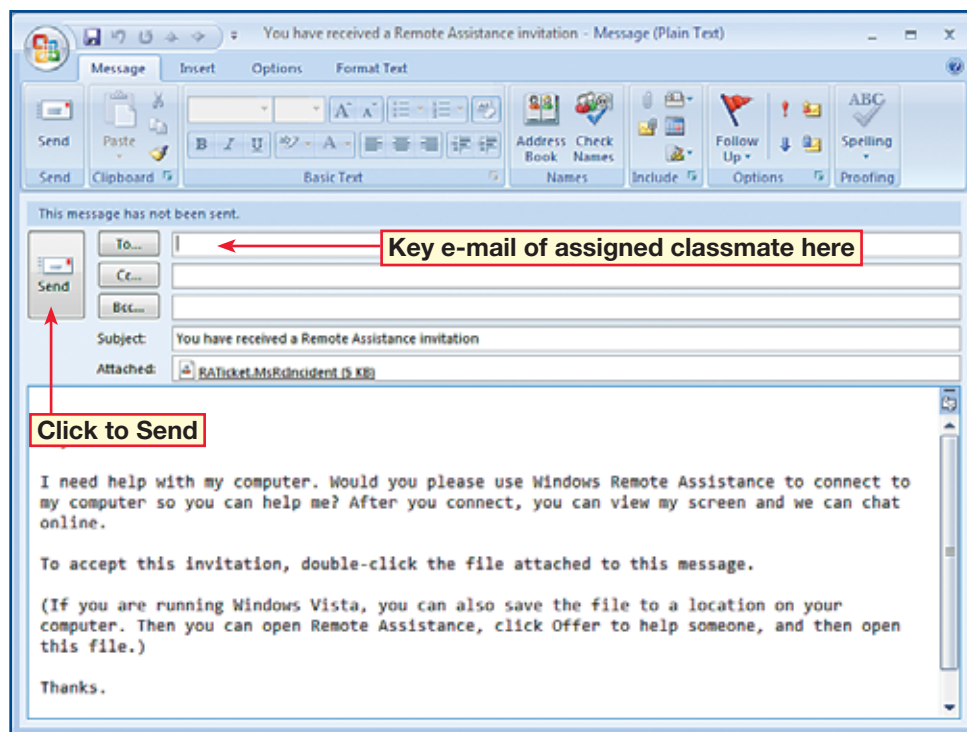 You have received a Remote Assistance invitation - Message (Plain Text)
Message Insert Options Format Text
Send Paste Address Book Check Names Follow Up ABC Spelling
B I U A
Send Clipboard Basic Text Names Include Options Proofing
This message has not been sent.
To...
Key e-mail of assigned classmate here
Send
Cc...
Bcc...
Subject: You have received a Remote Assistance invitation
Attached: RATicket.MsRcIncident (5 KB)
Click to Send
I need help with my computer. Would you please use Windows Remote Assistance to connect to
my computer so you can help me? After you connect, you can view my screen and we can chat
online.
To accept this invitation, double-click the file attached to this message.
(If you are running Windows Vista, you can also save the file to a location on your
computer. Then you can open Remote Assistance, click Offer to help someone, and then open
this file.)
Thanks.